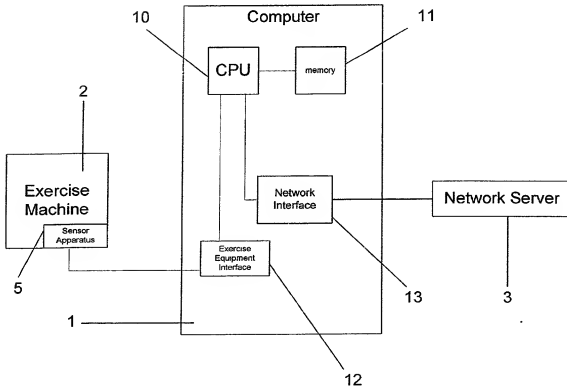 Computer
10
11
CPU
memory
2
Exercise
Machine
Sensor
Apparatus
5
Network
Interface
Network Server
Exercise
Equipment
Interface
13
3
1
12